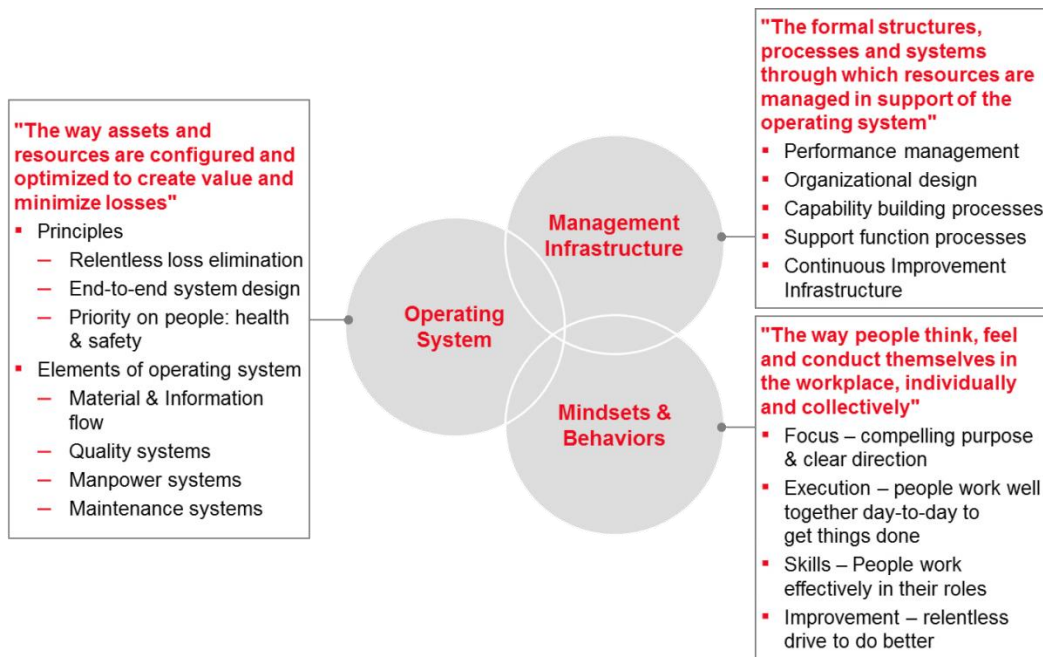 "The way assets and
resources are configured and
optimized to create value and
minimize losses"
▪ Principles
— Relentless loss elimination
— End-to-end system design
— Priority on people: health
& safety
▪ Elements of operating system
— Material & Information
flow
— Quality systems
— Manpower systems
— Maintenance systems
Operating
System
Management
Infrastructure
Mindsets &
Behaviors
"The formal structures,
processes and systems
through which resources are
managed in support of the
operating system"
▪ Performance management
▪ Organizational design
▪ Capability building processes
▪ Support function processes
▪ Continuous Improvement
Infrastructure
"The way people think, feel
and conduct themselves in
the workplace, individually
and collectively"
▪ Focus – compelling purpose
& clear direction
▪ Execution – people work well
together day-to-day to
get things done
▪ Skills – People work
effectively in their roles
▪ Improvement – relentless
drive to do better